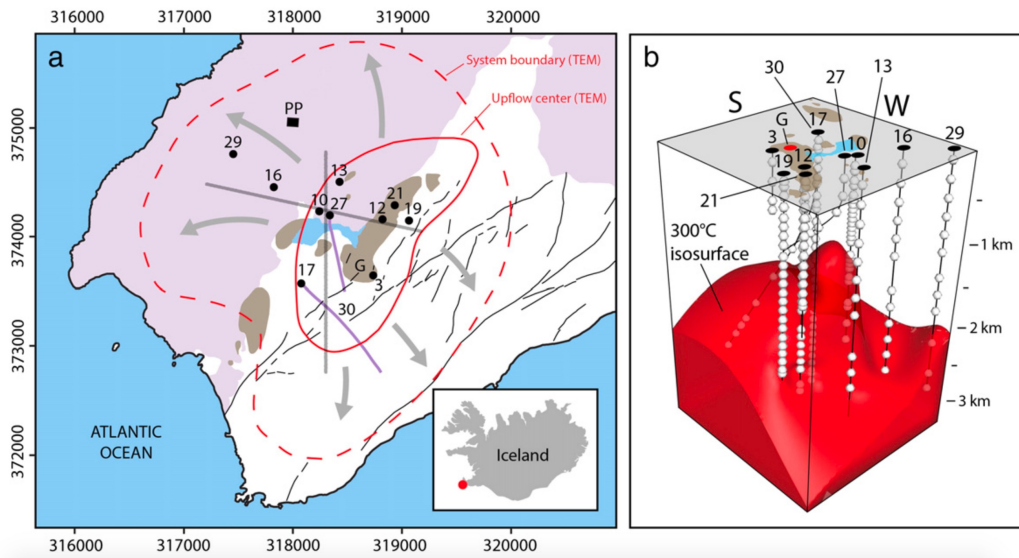 316000 317000 318000 319000 320000
a
System boundary (TEM)
Upflow center (TEM)
375000
374000
373000
372000
PP
29
16
13
10
27
21
12
19
G
3
17
30
ATLANTIC
OCEAN
Iceland
316000 317000 318000 319000 320000
b
30
27
13
S
W
G
17
3
19
12
10
16
29
21
300°C
isosurface
1 km
2 km
3 km